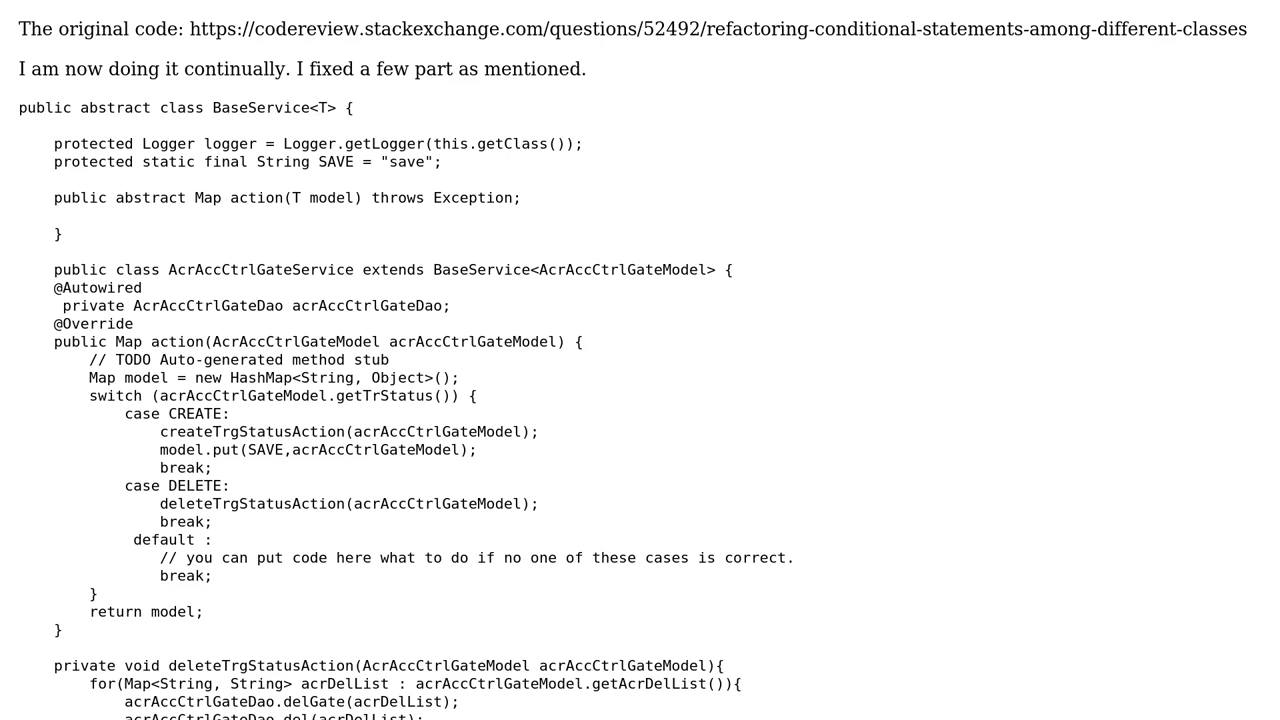 The original code: https://codereview.stackexchange.com/questions/52492/refactoring-conditional-statements-among-different-classes
I am now doing it continually. I fixed a few part as mentioned.
public abstract class BaseService<T> {
    protected Logger logger = Logger.getLogger(this.getClass());
    protected static final String SAVE = "save";
    public abstract Map action(T model) throws Exception;
    }
    public class AcrAccCtrlGateService extends BaseService<AcrAccCtrlGateModel> {
    @Autowired
     private AcrAccCtrlGateDao acrAccCtrlGateDao;
    @Override
    public Map action(AcrAccCtrlGateModel acrAccCtrlGateModel) {
        // TODO Auto-generated method stub
        Map model = new HashMap<String, Object>();
        switch (acrAccCtrlGateModel.getTrStatus()) {
            case CREATE:
                createTrgStatusAction(acrAccCtrlGateModel);
                model.put(SAVE,acrAccCtrlGateModel);
                break;
            case DELETE:
                deleteTrgStatusAction(acrAccCtrlGateModel);
                break;
             default :
                // you can put code here what to do if no one of these cases is correct.
                break;
        }
        return model;
    }
    private void deleteTrgStatusAction(AcrAccCtrlGateModel acrAccCtrlGateModel){
        for(Map<String, String> acrDelList : acrAccCtrlGateModel.getAcrDelList()){
            acrAccCtrlGateDao.delGate(acrDelList);
            acrAccCtrlGateDao.del(acrDelList);